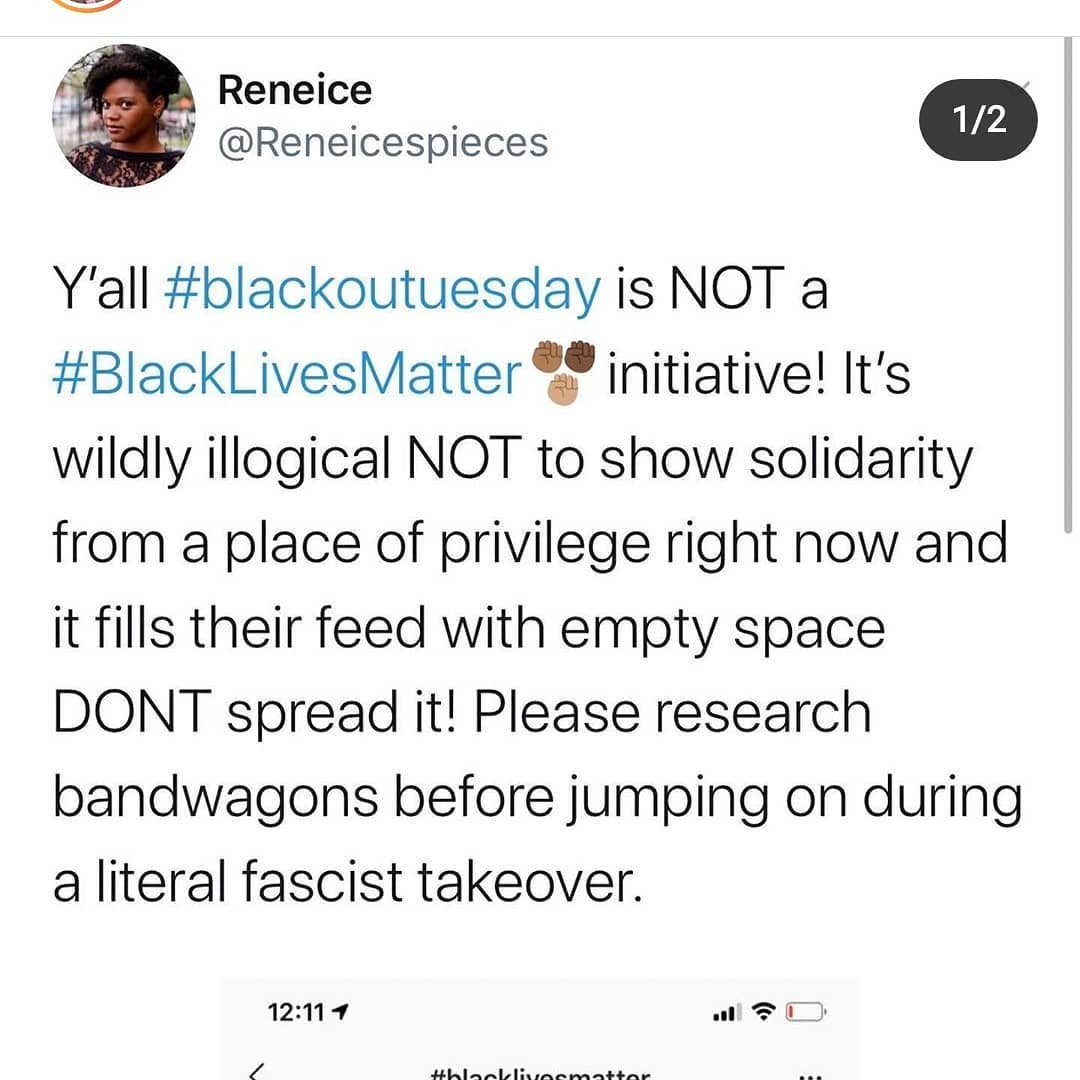 Reneice
@Reneicespieces
1/2
Y'all #blackoutuesday is NOT a
#BlackLivesMatter✊🏾✊🏿✊🏽 initiative! It's
wildly illogical NOT to show solidarity
from a place of privilege right now and
it fills their feed with empty space
DONT spread it! Please research
bandwagons before jumping on during
a literal fascist takeover.
12:11
#blacklivesmatter